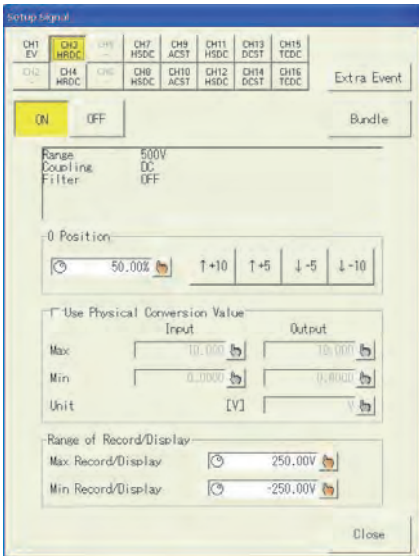 Setup Signal
CH1 CH3 CH5 CH7 CH9 CH11 CH13 CH15
EV HRDC -- HSDC ACST HSDC DCST TCDC
CH2 CH4 CH6 CH8 CH10 CH12 CH14 CH16
-- HRDC -- HSDC ACST HSDC DCST TCDC
Extra Event
ON OFF Bundle
Range 500V
Coupling DC
Filter OFF
0 Position
50.00% ↑+10 ↑+5 ↓-5 ↓-10
Use Physical Conversion Value
Input Output
Max 10.000 10.000
Min 0.0000 0.0000
Unit [V] V
Range of Record/Display
Max Record/Display 250.00V
Min Record/Display -250.00V
Close